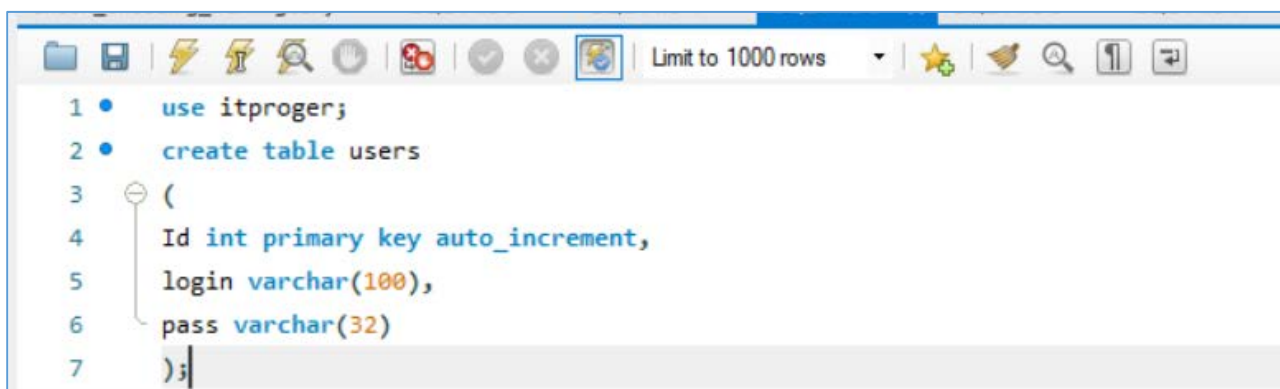 Limit to 1000 rows
1 use itproger;
2 create table users
3 (
4 Id int primary key auto_increment,
5 login varchar(100),
6 pass varchar(32)
7 );